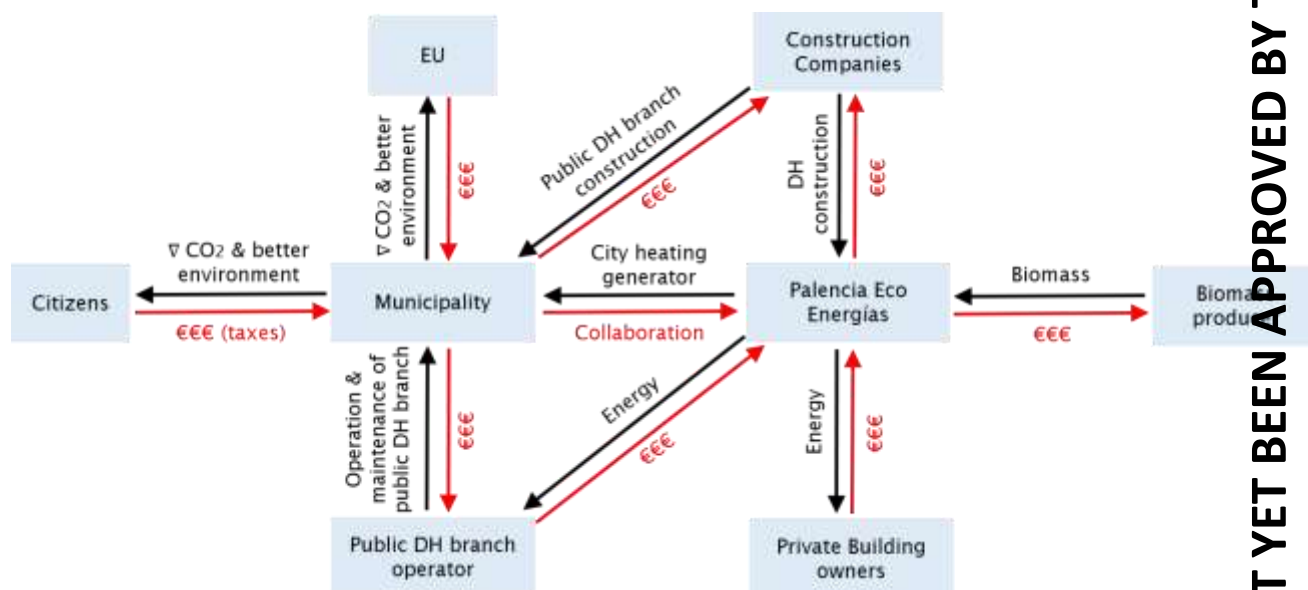 EU
Construction
Companies
∇ CO2 & better
environment
€€€
Public DH branch
construction
€€€
DH
construction
€€€
∇ CO2 & better
environment
City heating
generator
Biomass
Citizens
Municipality
Palencia Eco
Energías
€€€ (taxes)
Collaboration
€€€
Operation &
maintenance of
public DH branch
€€€
Energy
€€€
Energy
€€€
Public DH branch
operator
Private Building
owners
YET BEEN APPROVED BY